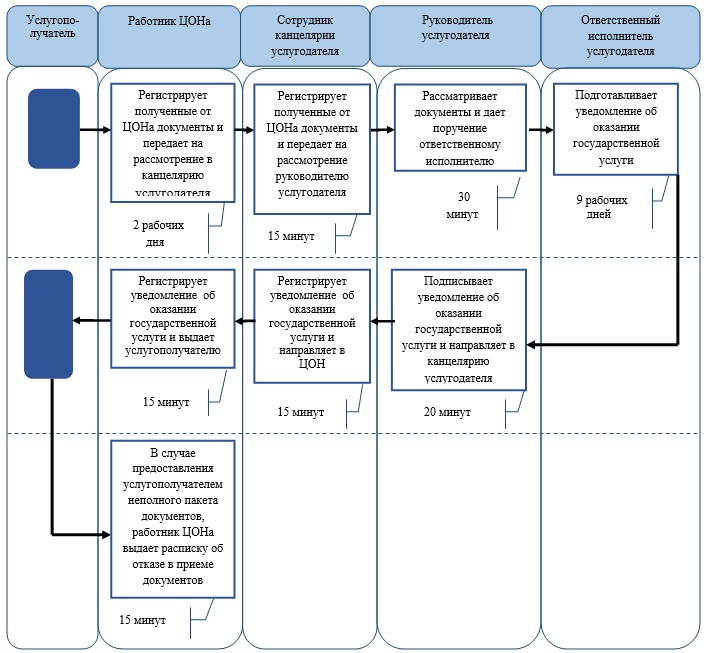 Услугопо-
лучатель
Работник ЦОНа
Сотрудник
канцелярии
услугодателя
Руководитель
услугодателя
Ответственный
исполнитель
услугодателя
Регистрирует
полученные от
ЦОНа документы и
передает на
рассмотрение в
канцелярию
услугодателя
2 рабочих
дня
Регистрирует
полученные от
ЦОНа документы
и передает на
рассмотрение
руководителю
услугодателя
15 минут
Рассматривает
документы и дает
поручение
ответственному
исполнителю
30
минут
Подготавливает
уведомление об
оказании
государственной
услуги
9 рабочих
дней
Регистрирует
уведомление об
оказании
государственной
услуги и выдает
услугополучателю
15 минут
Регистрирует
уведомление об
оказании
государственной
услуги и
направляет в
ЦОН
15 минут
Подписывает
уведомление об
оказании
государственной
услуги и направляет в
канцелярию
услугодателя
20 минут
В случае
предоставления
услугополучателем
неполного пакета
документов,
работник ЦОНа
выдает расписку об
отказе в приеме
документов
15 минут